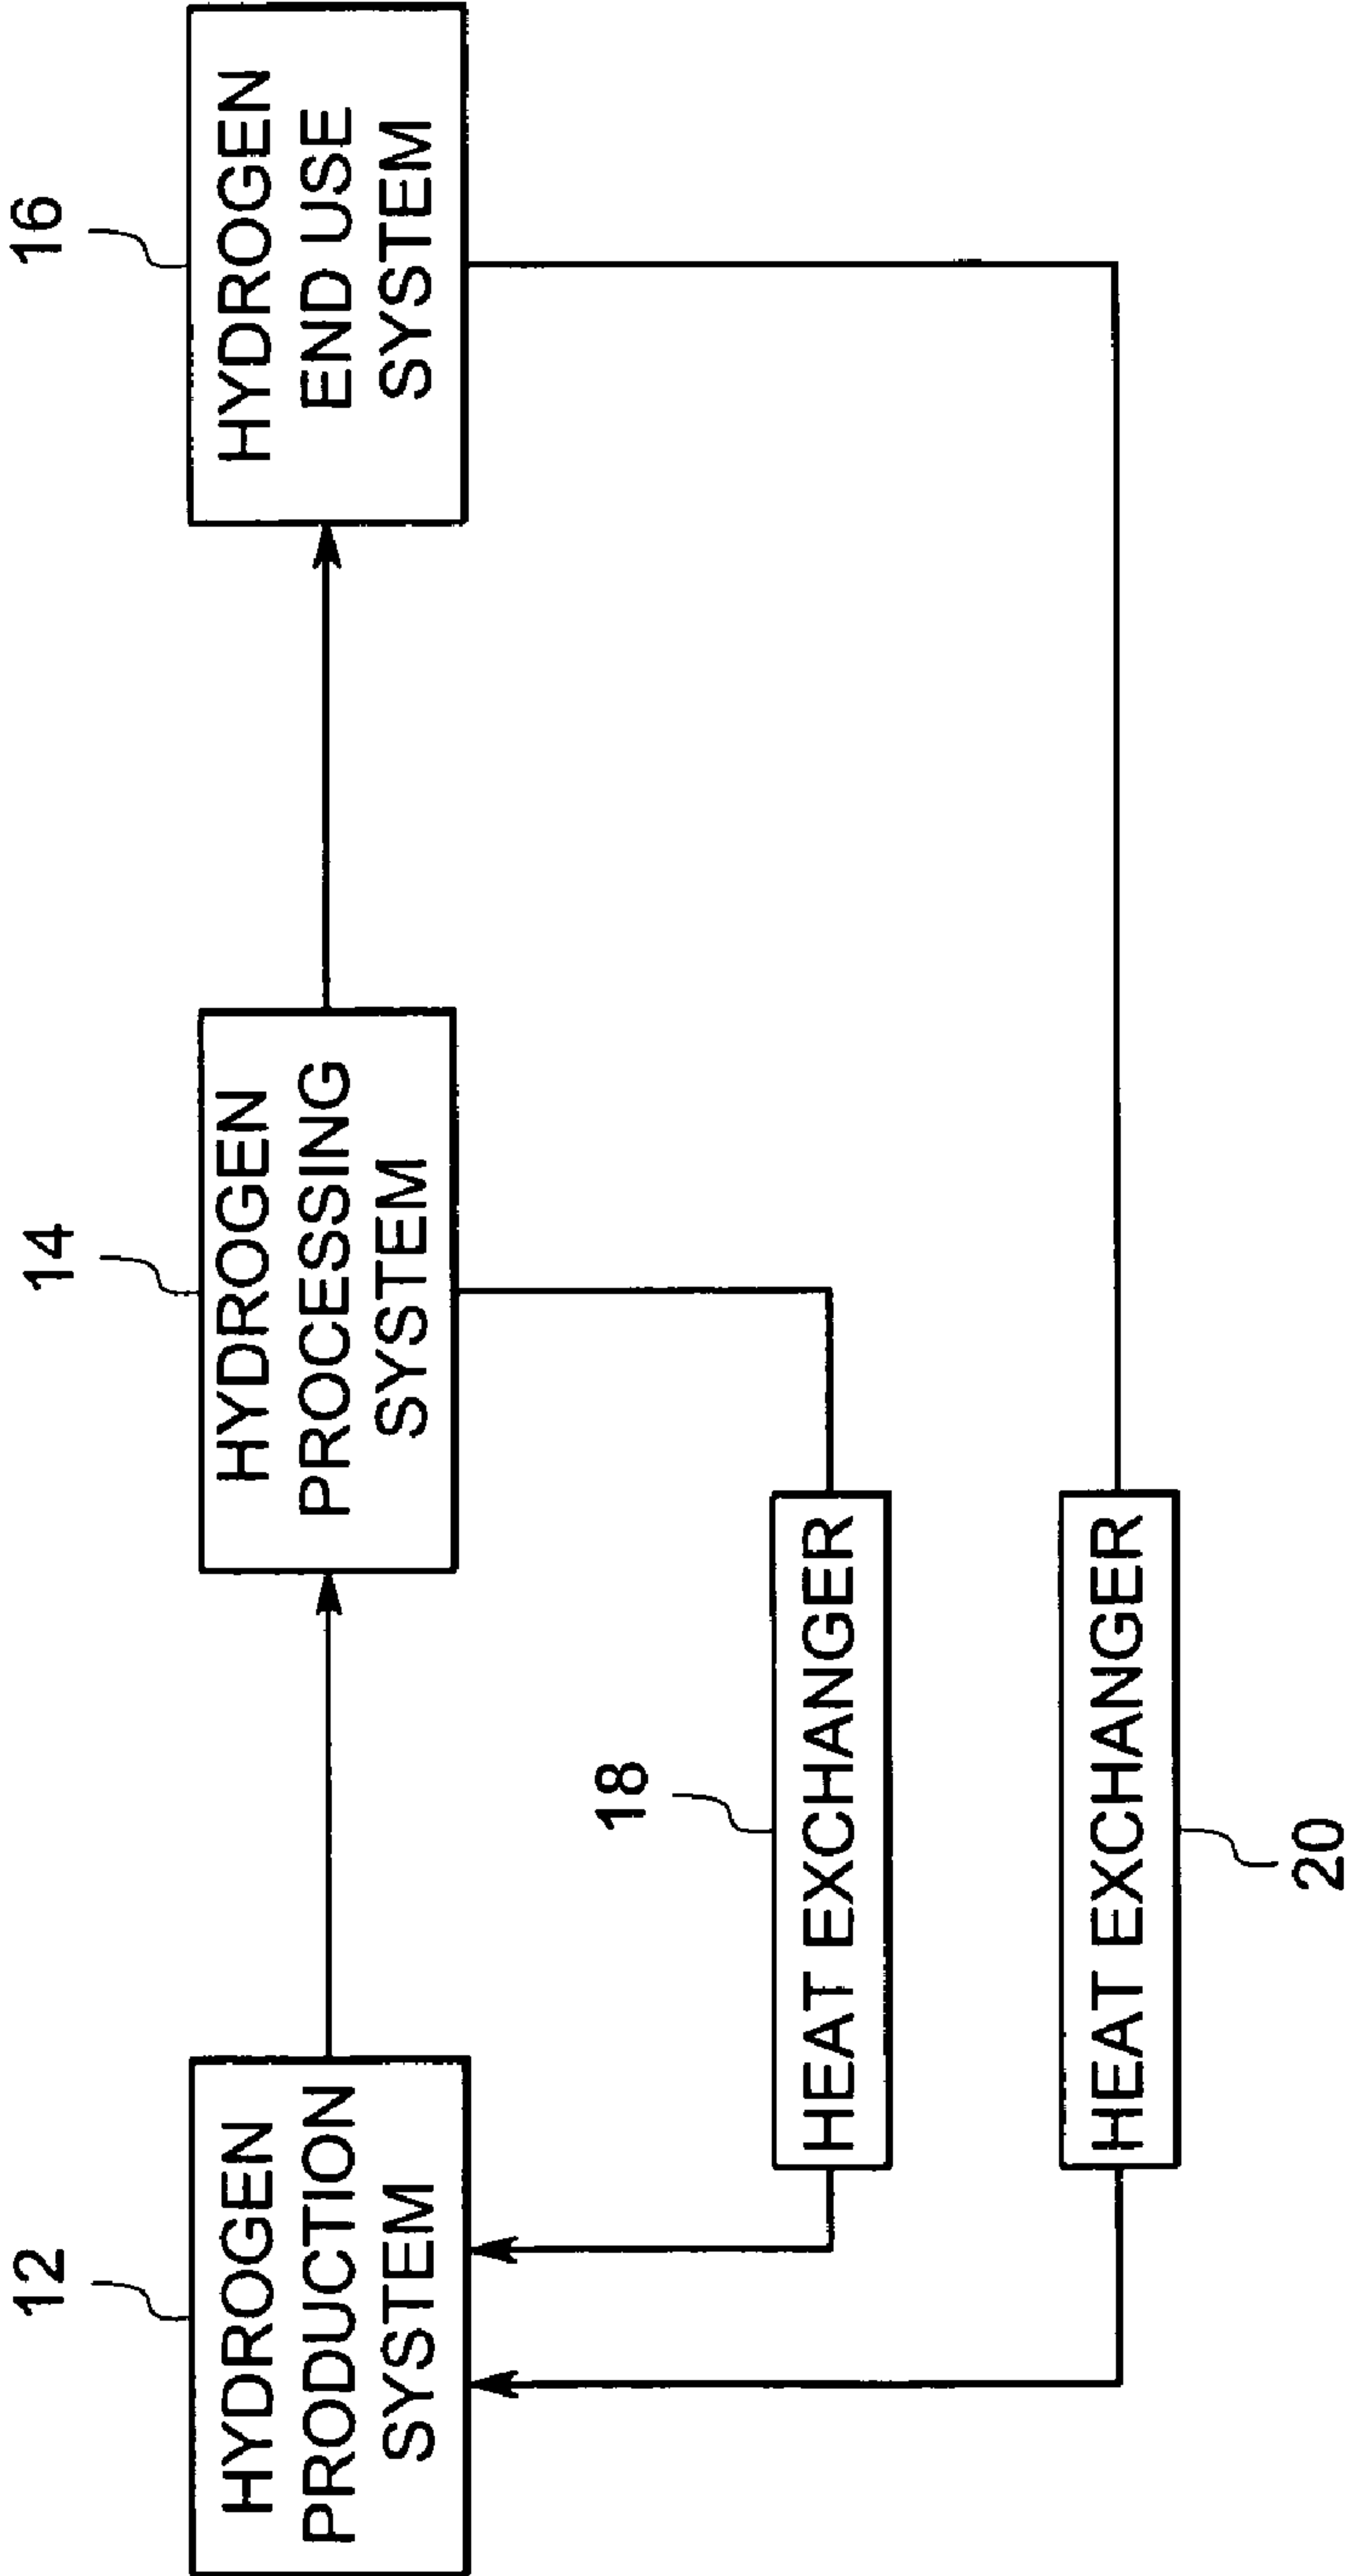 12
HYDROGEN
PRODUCTION
SYSTEM
14
HYDROGEN
PROCESSING
SYSTEM
16
HYDROGEN
END USE
SYSTEM
18
HEAT EXCHANGER
HEAT EXCHANGER
20